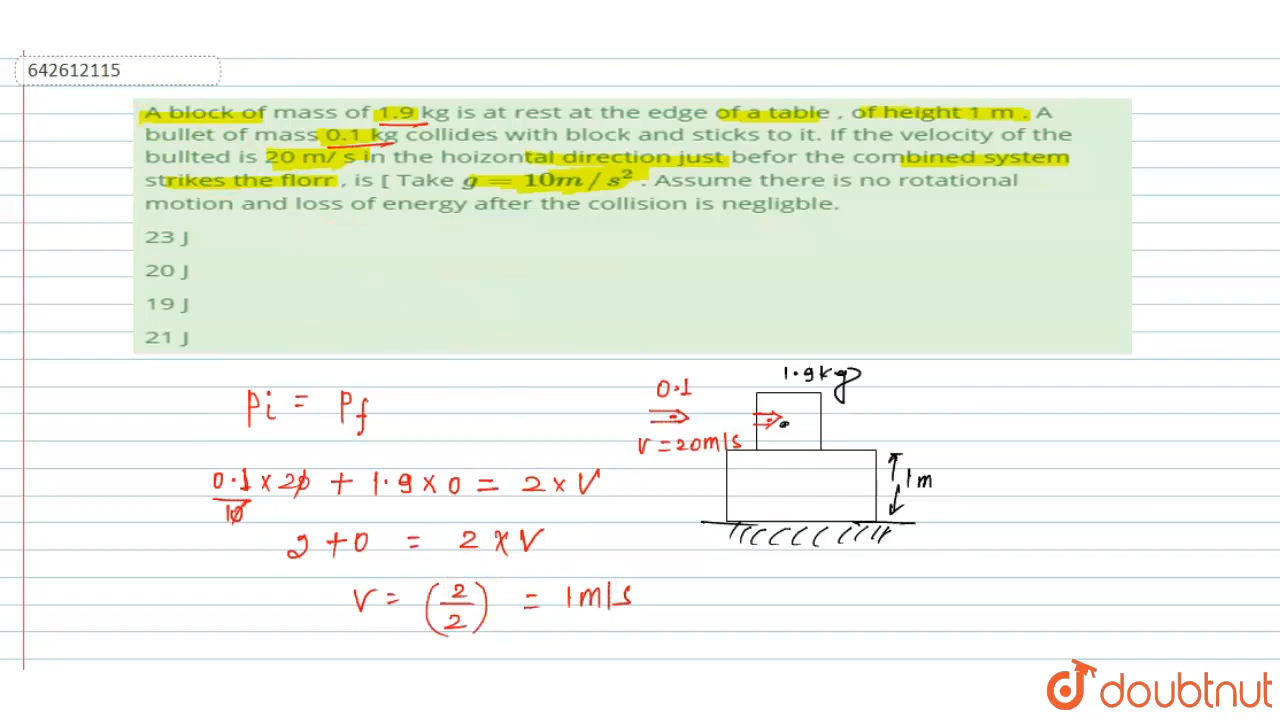 642612115
A block of mass of 1.9 kg is at rest at the edge of a table , of height 1 m . A
bullet of mass 0.1 kg collides with block and sticks to it. If the velocity of the
bullted is 20 m/ s in the hoizontal direction just befor the combined system
strikes the florr , is [ Take g = 10m / s² . Assume there is no rotational
motion and loss of energy after the collision is negligble.
23 J
20 J
19 J
21 J
1.9kg
0.1
Pi = Pf
V = 20m/s
0.1 × 20 + 1.9 × 0 = 2 × V
10
1m
2 + 0 = 2 × V
V = (2/2) = 1m/s
doubtnut